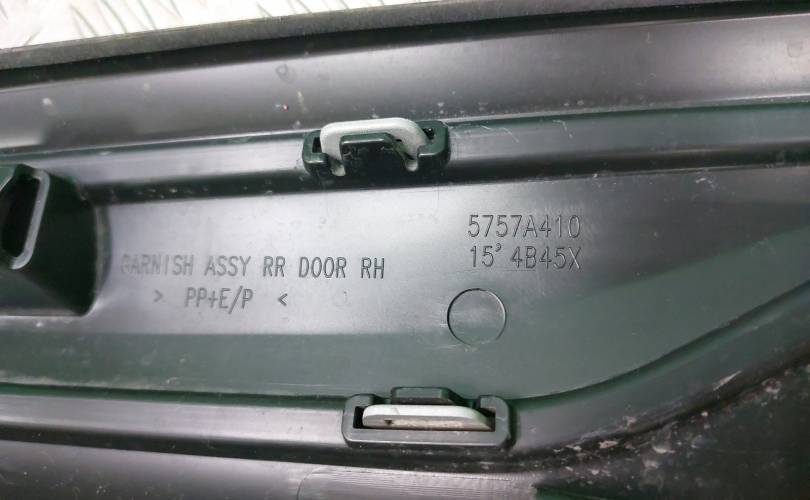 5757A410
GARNISH ASSY RR DOOR RH
15' 4B45X
> PP+E/P <